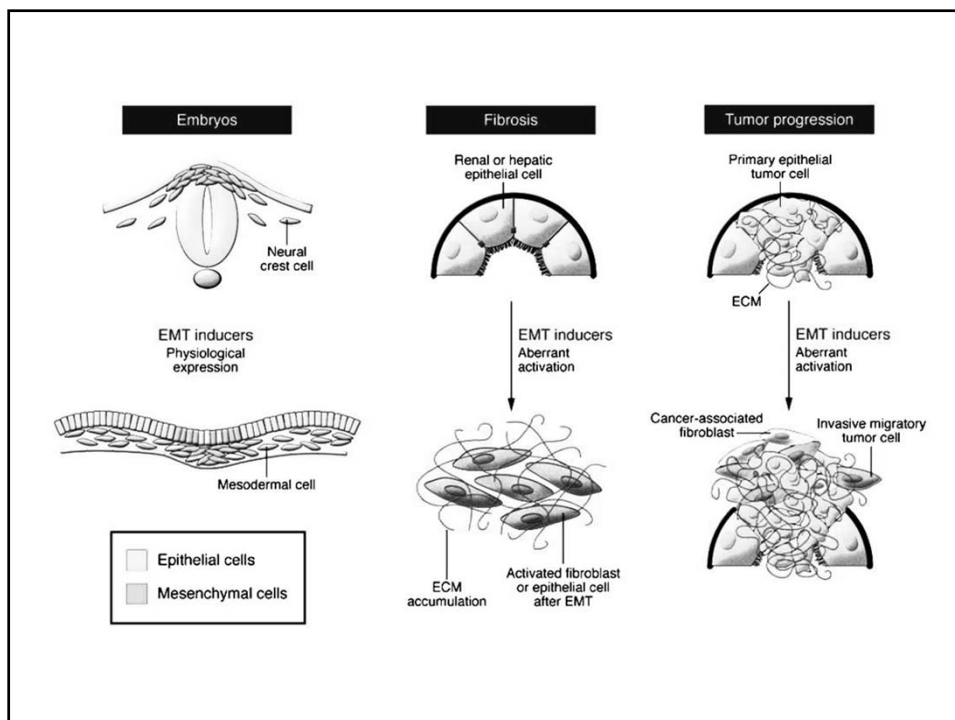 Embryos
Neural
crest cell
EMT inducers
Physiological
expression
Mesodermal cell
Epithelial cells
Mesenchymal cells
Fibrosis
Renal or hepatic
epithelial cell
EMT inducers
Aberrant
activation
ECM
accumulation
Activated fibroblast
or epithelial cell
after EMT
Tumor progression
Primary epithelial
tumor cell
ECM
EMT inducers
Aberrant
activation
Cancer-associated
fibroblast
Invasive migratory
tumor cell